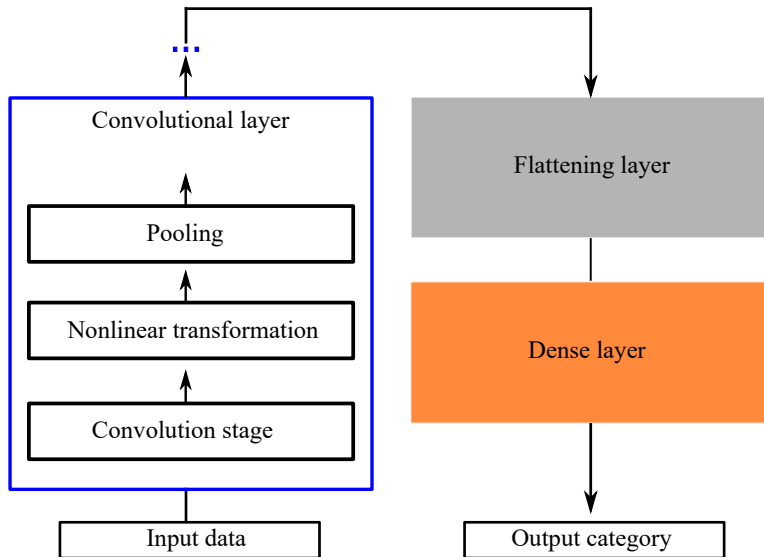 ...
Convolutional layer
Pooling
Nonlinear transformation
Convolution stage
Input data
Flattening layer
Dense layer
Output category